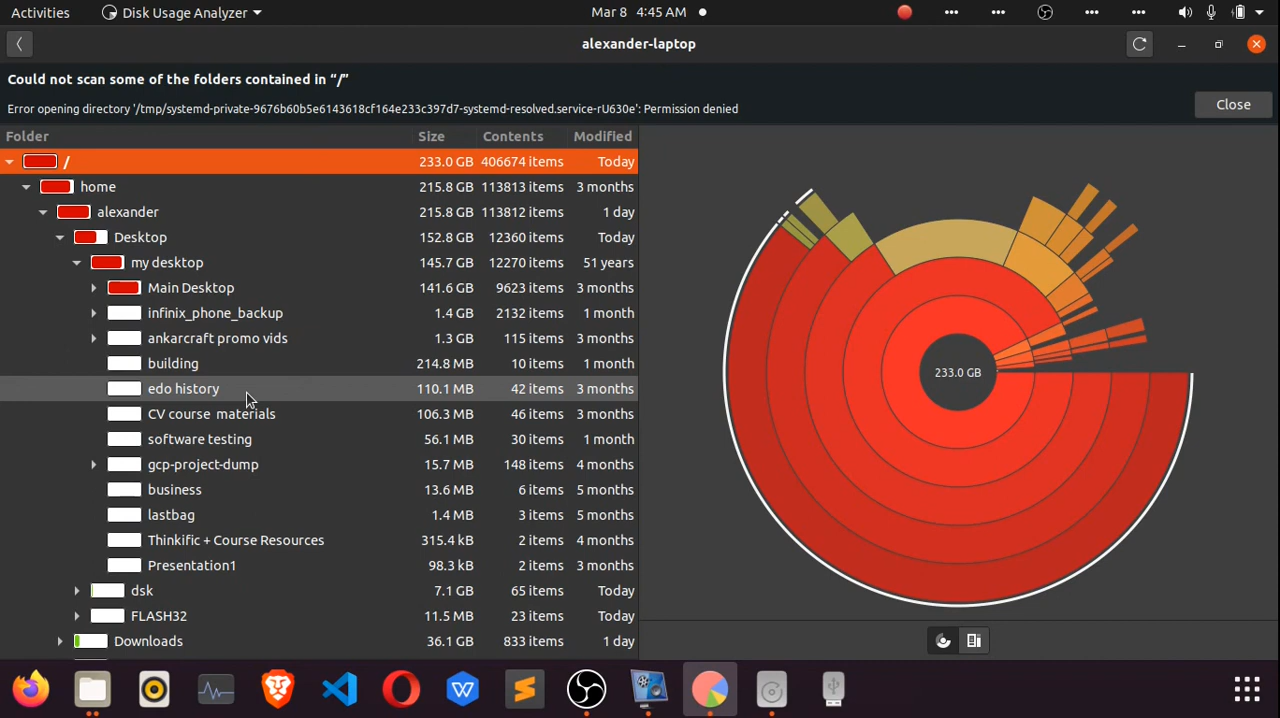 Activities Disk Usage Analyzer Mar 8 4:45 AM
alexander-laptop
Could not scan some of the folders contained in “/”
Error opening directory '/tmp/systemd-private-9676b60b5e6143618cf164e233c397d7-systemd-resolved.service-rU630e': Permission denied
Close
Folder Size Contents Modified
/ 233.0 GB 406674 items Today
home 215.8 GB 113813 items 3 months
alexander 215.8 GB 113812 items 1 day
Desktop 152.8 GB 12360 items Today
my desktop 145.7 GB 12270 items 51 years
Main Desktop 141.6 GB 9623 items 3 months
infinix_phone_backup 1.4 GB 2132 items 1 month
ankarcraft promo vids 1.3 GB 115 items 3 months
building 214.8 MB 10 items 1 month
edo history 110.1 MB 42 items 3 months
CV course materials 106.3 MB 46 items 3 months
software testing 56.1 MB 30 items 1 month
gcp-project-dump 15.7 MB 148 items 4 months
business 13.6 MB 6 items 5 months
lastbag 1.4 MB 3 items 5 months
Thinkific + Course Resources 315.4 kB 2 items 4 months
Presentation1 98.3 kB 2 items 3 months
dsk 7.1 GB 65 items Today
FLASH32 11.5 MB 23 items Today
Downloads 36.1 GB 833 items 1 day
233.0 GB